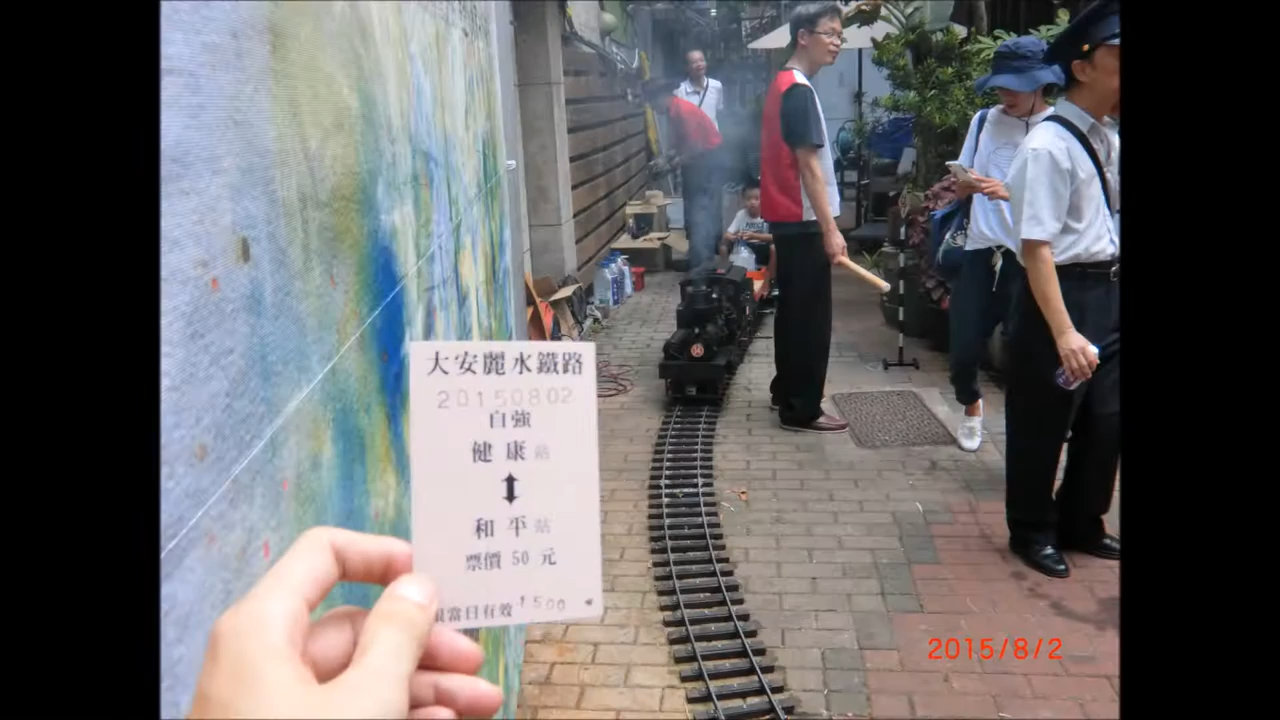 大安麗水鐵路
20150802
自強
健康站
和平站
票價 50 元
限當日有效 1500
2015/8/2